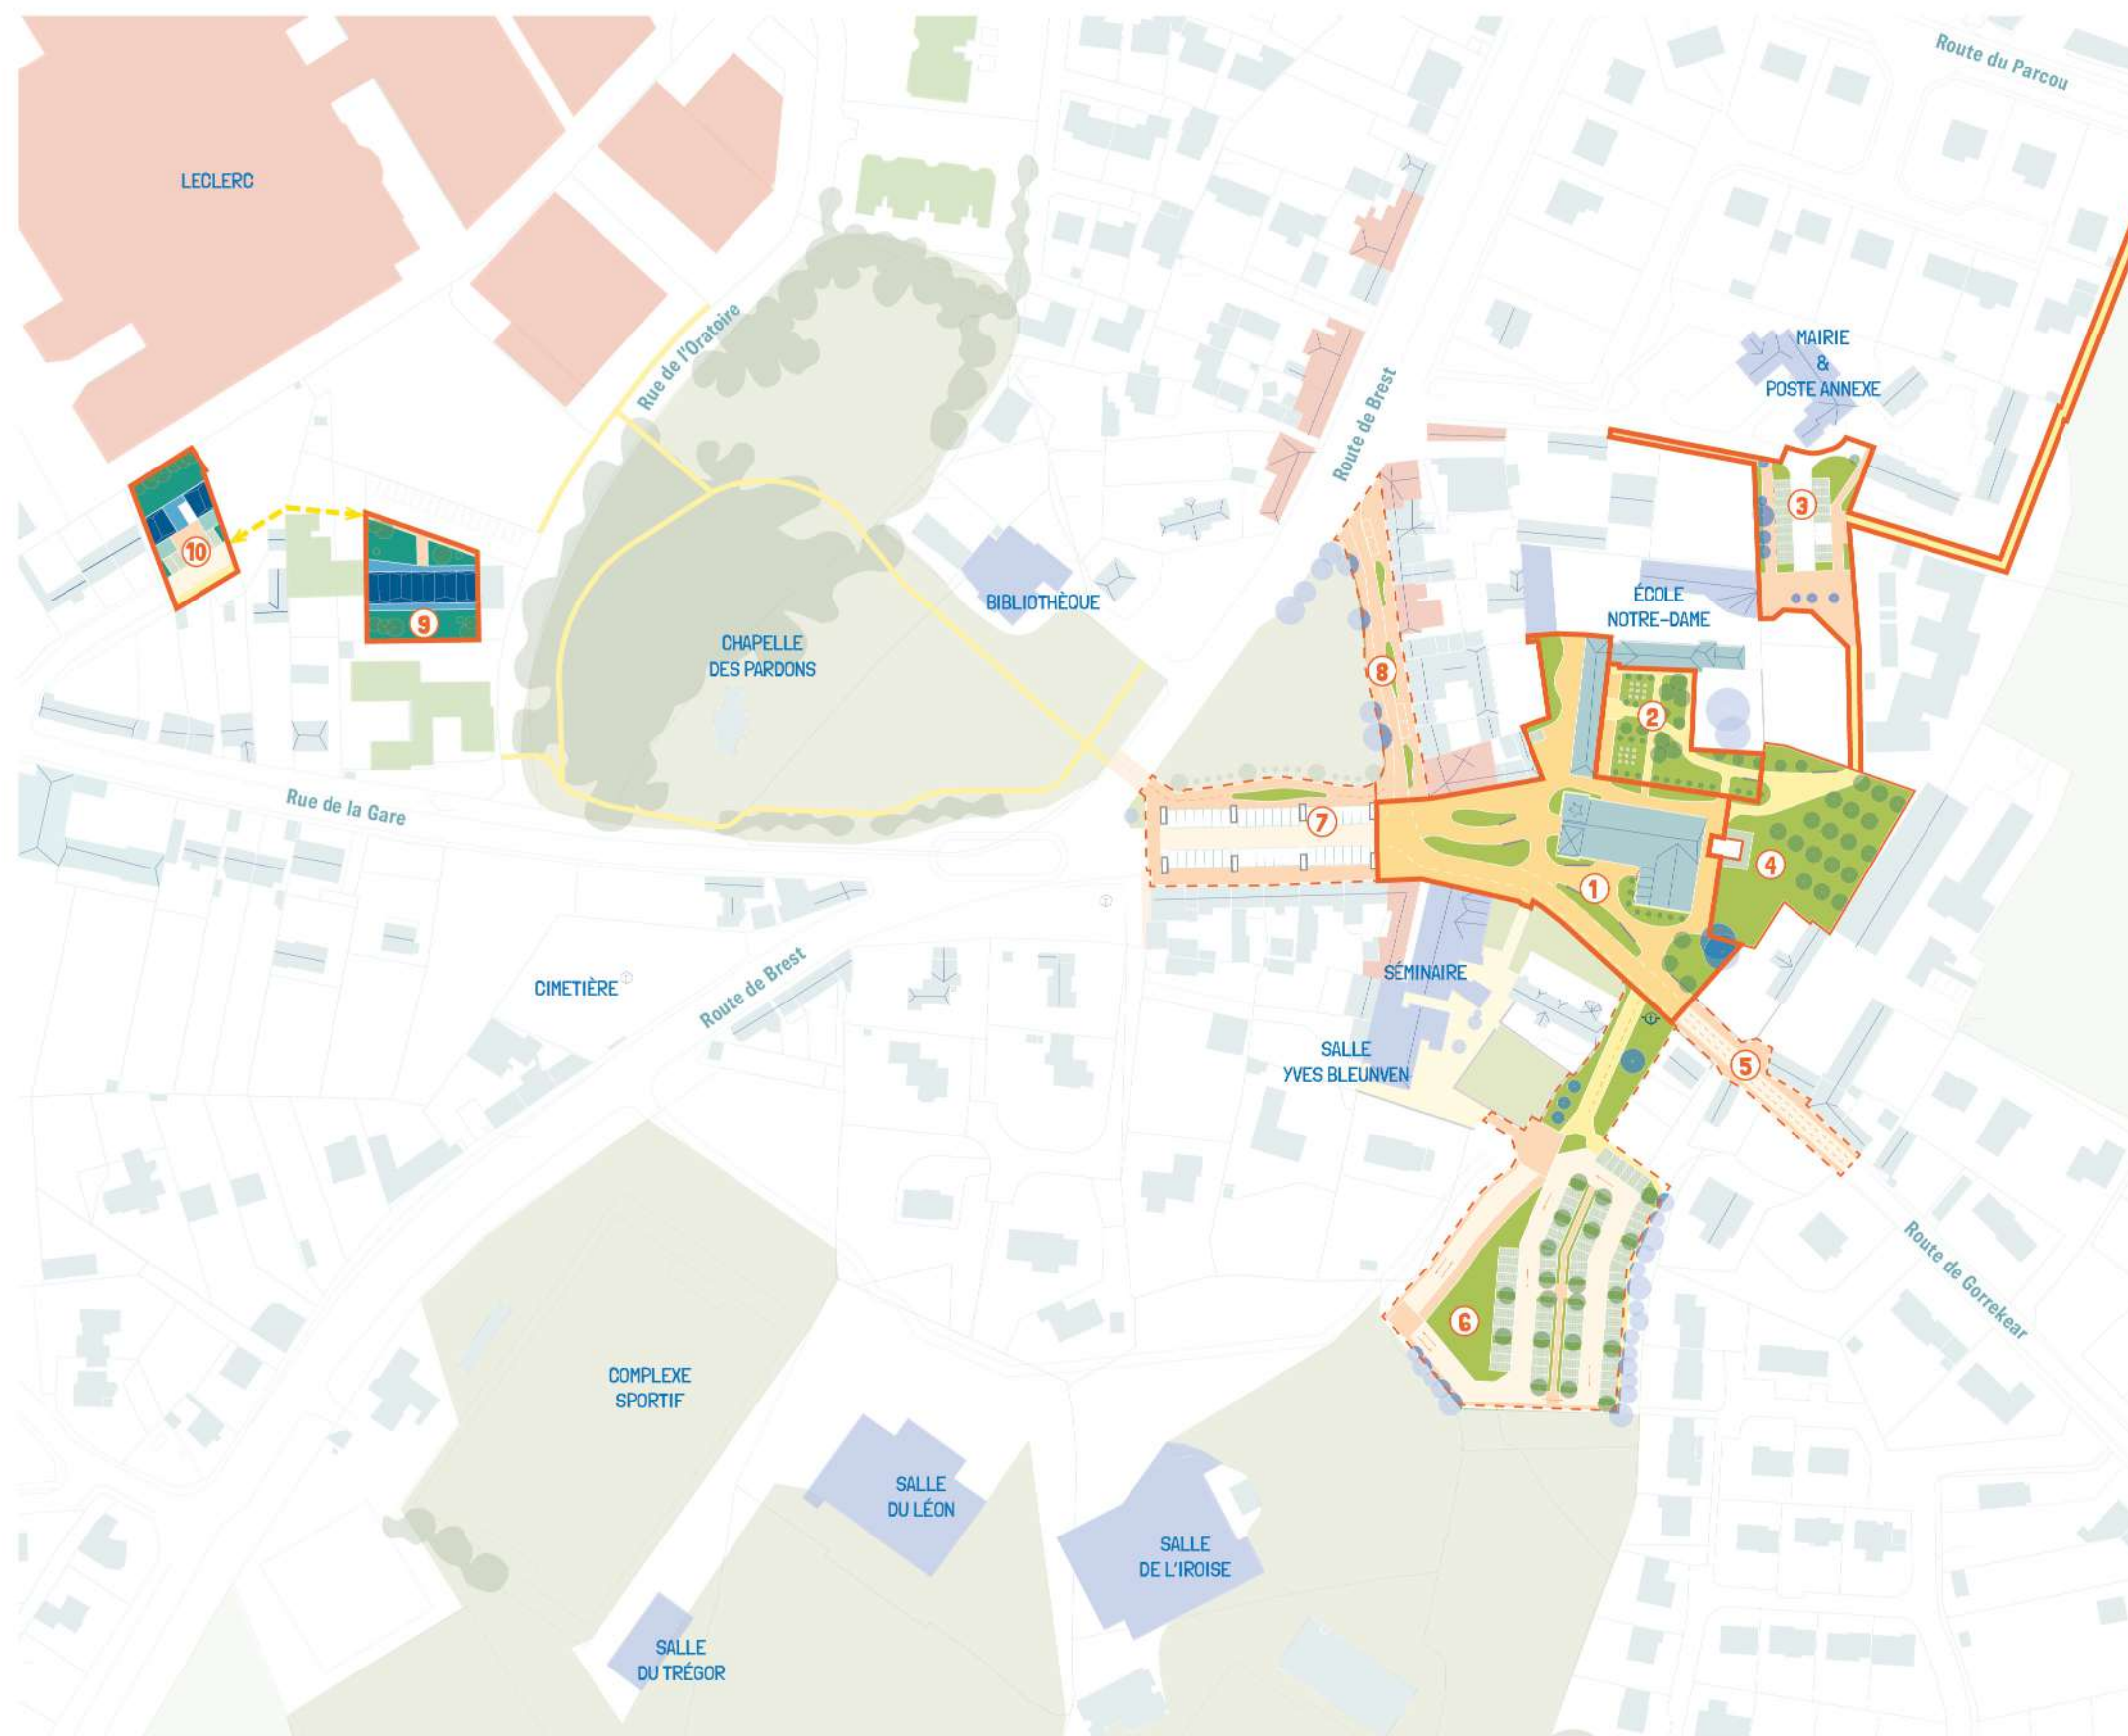 Route du Parcou
LECLERC
Rue de l'Oratoire
MAIRIE
&
POSTE ANNEXE
Route de Brest
3
10
9
BIBLIOTHÈQUE
ÉCOLE
NOTRE-DAME
CHAPELLE
DES PARDONS
8
2
Rue de la Gare
7
4
1
CIMETIÈRE
Route de Brest
SÉMINAIRE
SALLE
YVES BLEUNVEN
5
6
Route de Gorrekear
COMPLEXE
SPORTIF
SALLE
DU LÉON
SALLE
DE L'IROISE
SALLE
DU TRÉGOR